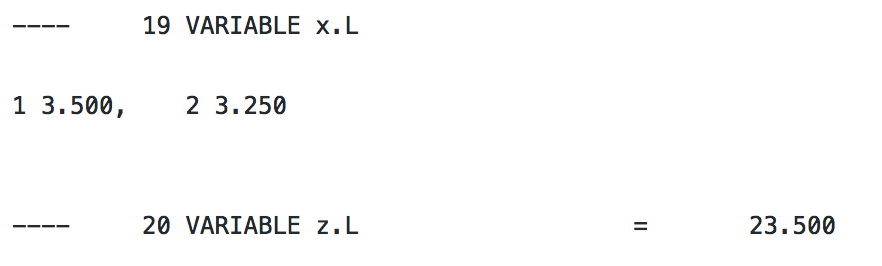 ----     19 VARIABLE x.L
1 3.500,    2 3.250
----     20 VARIABLE z.L                   =       23.500